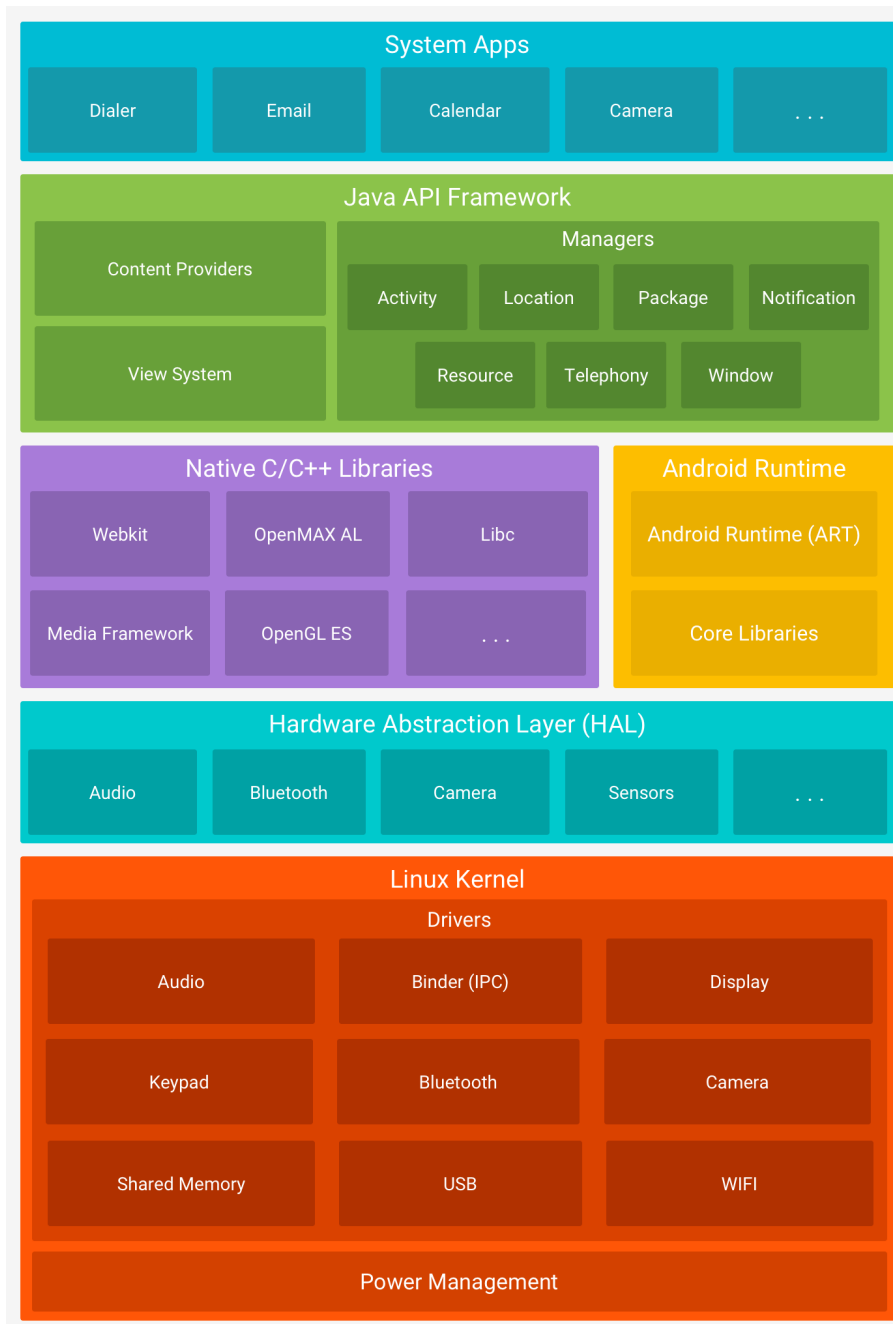 System Apps
Dialer
Email
Calendar
Camera
. . .
Java API Framework
Content Providers
View System
Managers
Activity
Location
Package
Notification
Resource
Telephony
Window
Native C/C++ Libraries
Webkit
OpenMAX AL
Libc
Media Framework
OpenGL ES
. . .
Android Runtime
Android Runtime (ART)
Core Libraries
Hardware Abstraction Layer (HAL)
Audio
Bluetooth
Camera
Sensors
. . .
Linux Kernel
Drivers
Audio
Binder (IPC)
Display
Keypad
Bluetooth
Camera
Shared Memory
USB
WIFI
Power Management